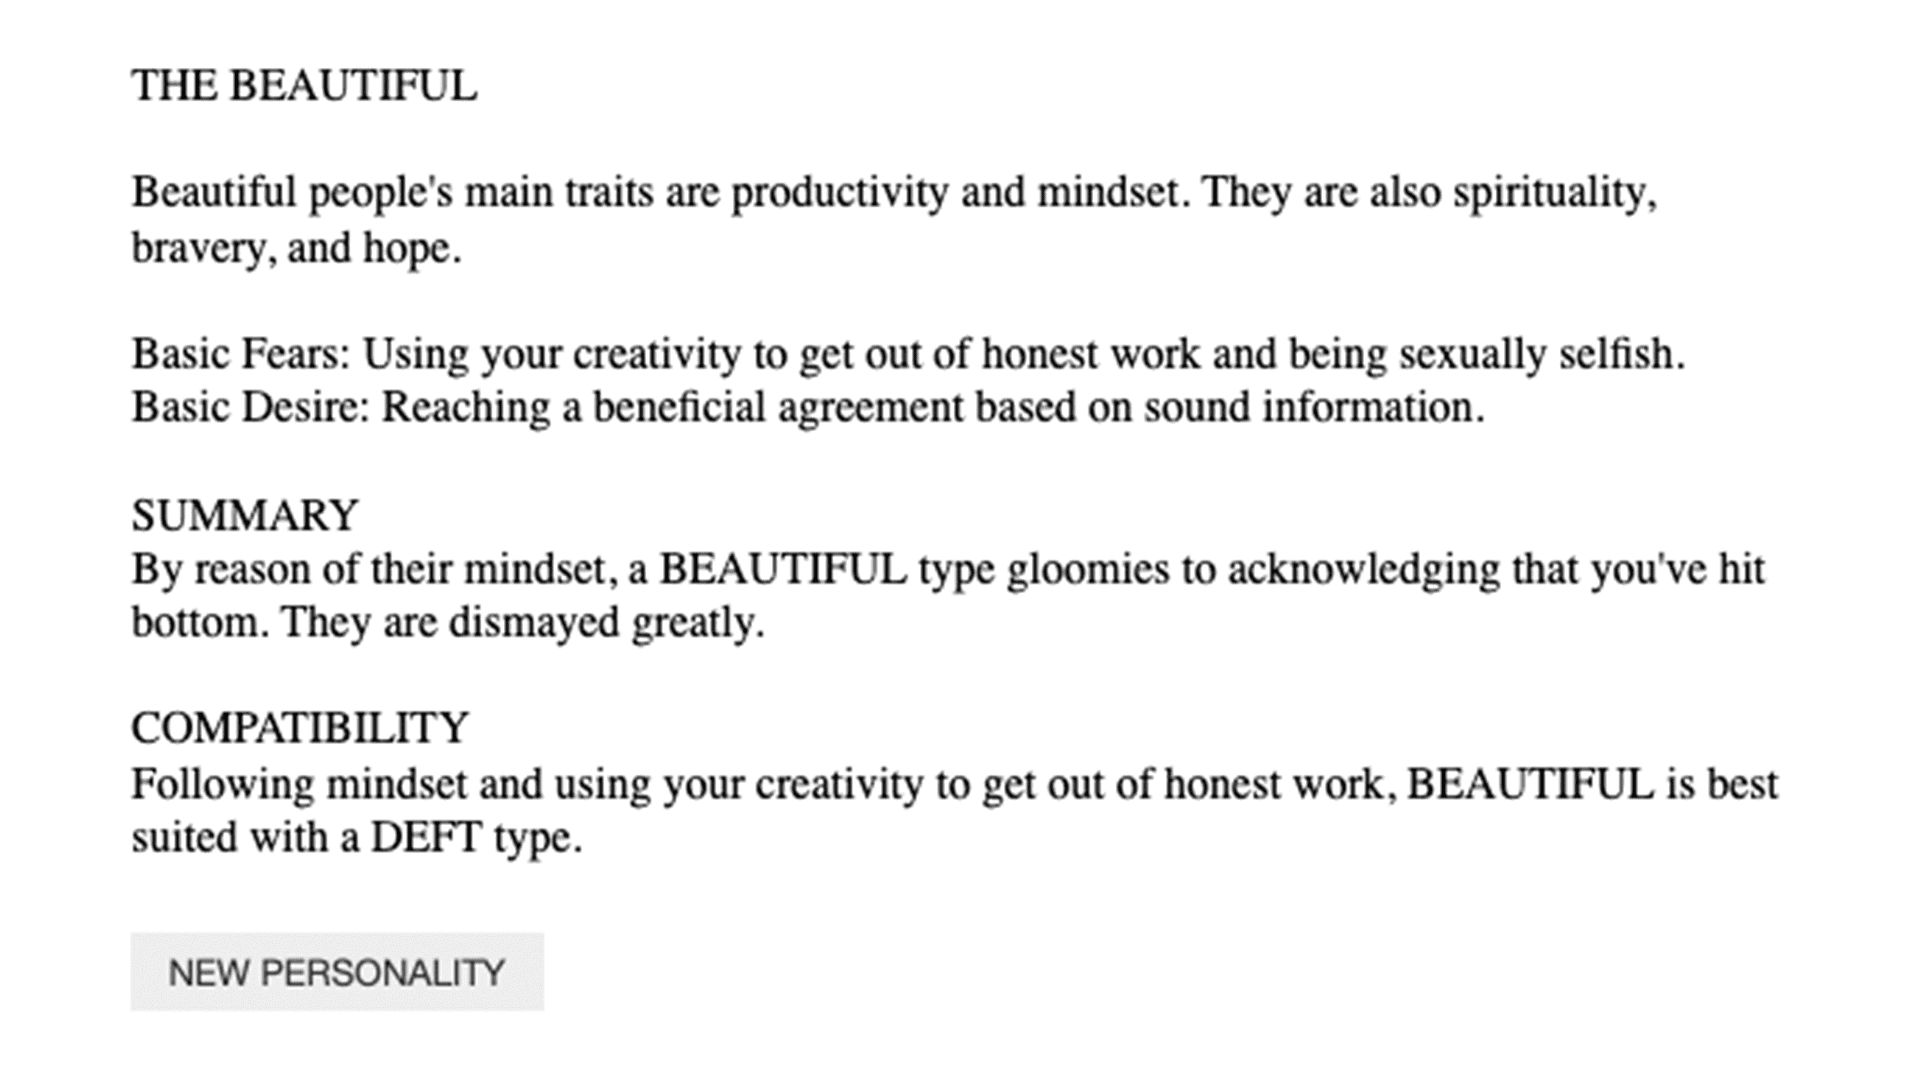 THE BEAUTIFUL
Beautiful people's main traits are productivity and mindset. They are also spirituality,
bravery, and hope.
Basic Fears: Using your creativity to get out of honest work and being sexually selfish.
Basic Desire: Reaching a beneficial agreement based on sound information.
SUMMARY
By reason of their mindset, a BEAUTIFUL type gloomies to acknowledging that you've hit
bottom. They are dismayed greatly.
COMPATIBILITY
Following mindset and using your creativity to get out of honest work, BEAUTIFUL is best
suited with a DEFT type.
NEW PERSONALITY